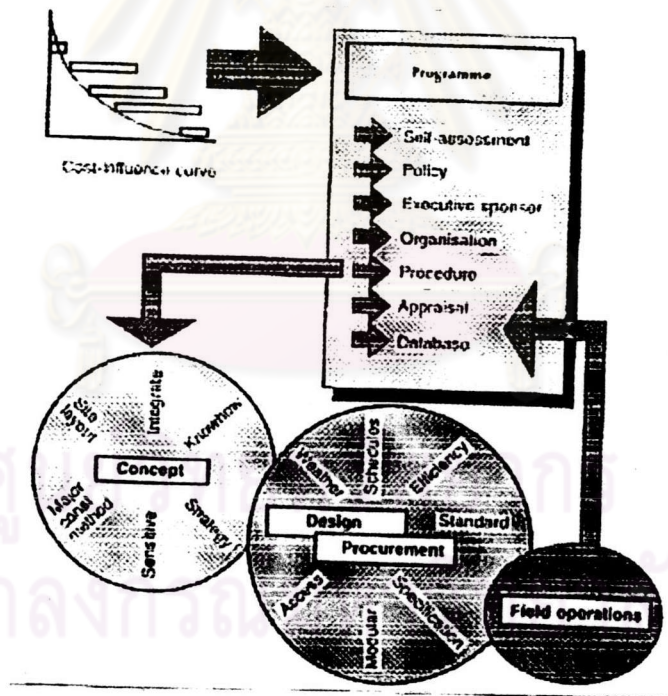 Programme
Cost-influence curve
Self-assessment
Policy
Executive sponsor
Organisation
Procedure
Appraisal
Database
Site layout
Integrate
Knowhow
Concept
Major const method
Sensitive
Strategy
Weather
Schedules
Efficiency
Design
Standard
Procurement
Access
Modular
Specification
Field operations